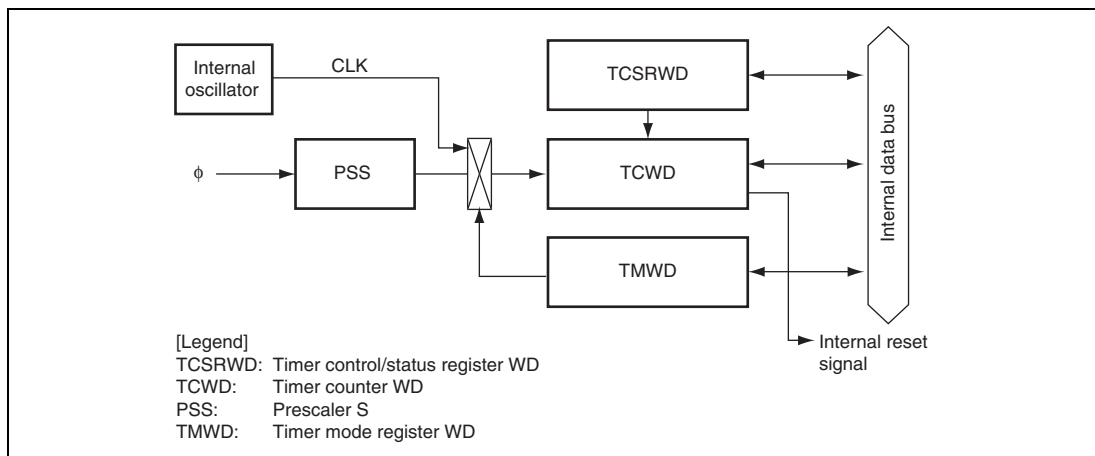 Internal
oscillator
CLK
TCSRWD
φ
PSS
TCWD
TMWD
Internal data bus
Internal reset
signal
[Legend]
TCSRWD: Timer control/status register WD
TCWD: Timer counter WD
PSS: Prescaler S
TMWD: Timer mode register WD